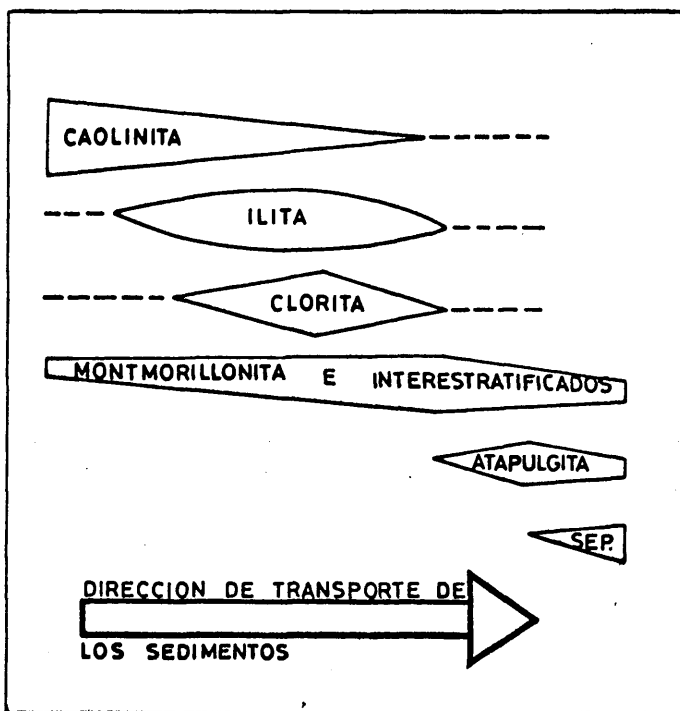 CAOLINITA
ILITA
CLORITA
MONTMORILLONITA E INTERESTRATIFICADOS
ATAPULGITA
SEP.
DIRECCION DE TRANSPORTE DE
LOS SEDIMENTOS